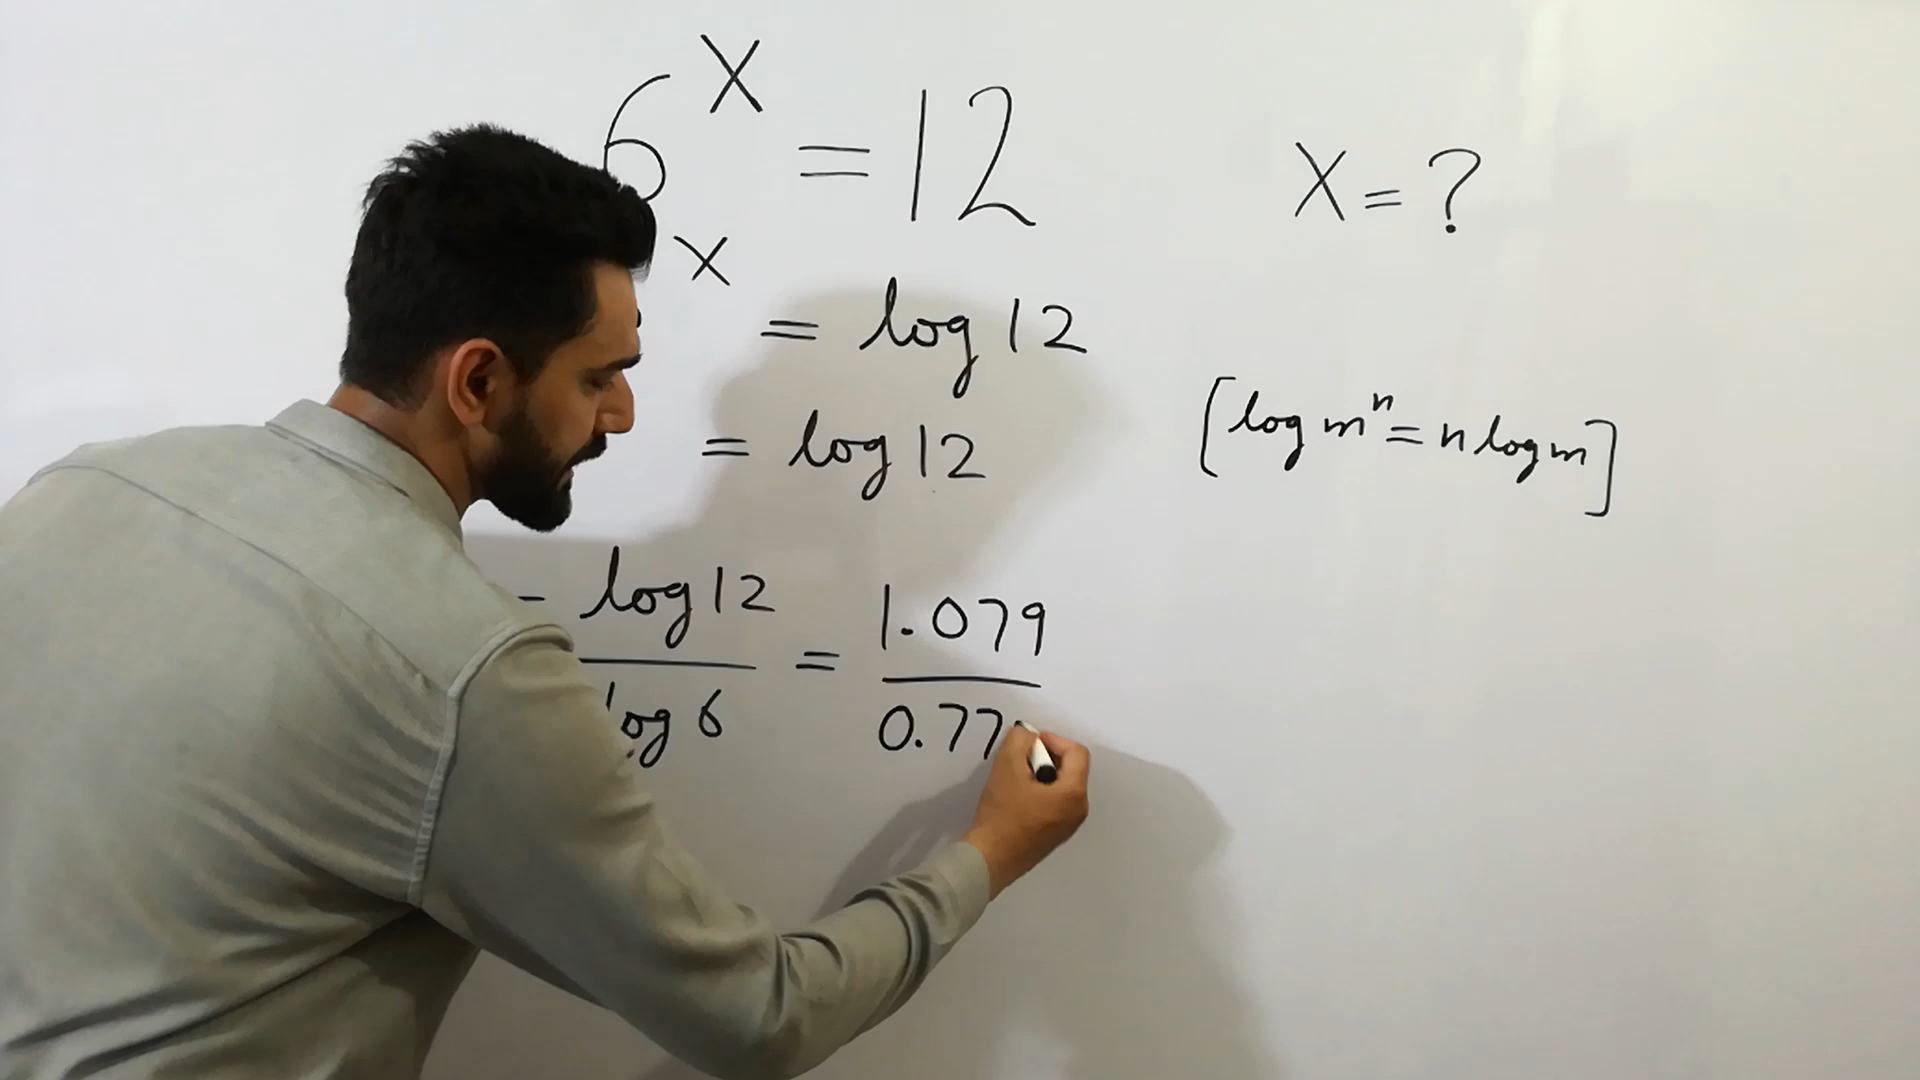 6^x = 12
X = ?
x = log 12
= log 12
[log m^n = n log m]
log 12 / log 6 = 1.079 / 0.77